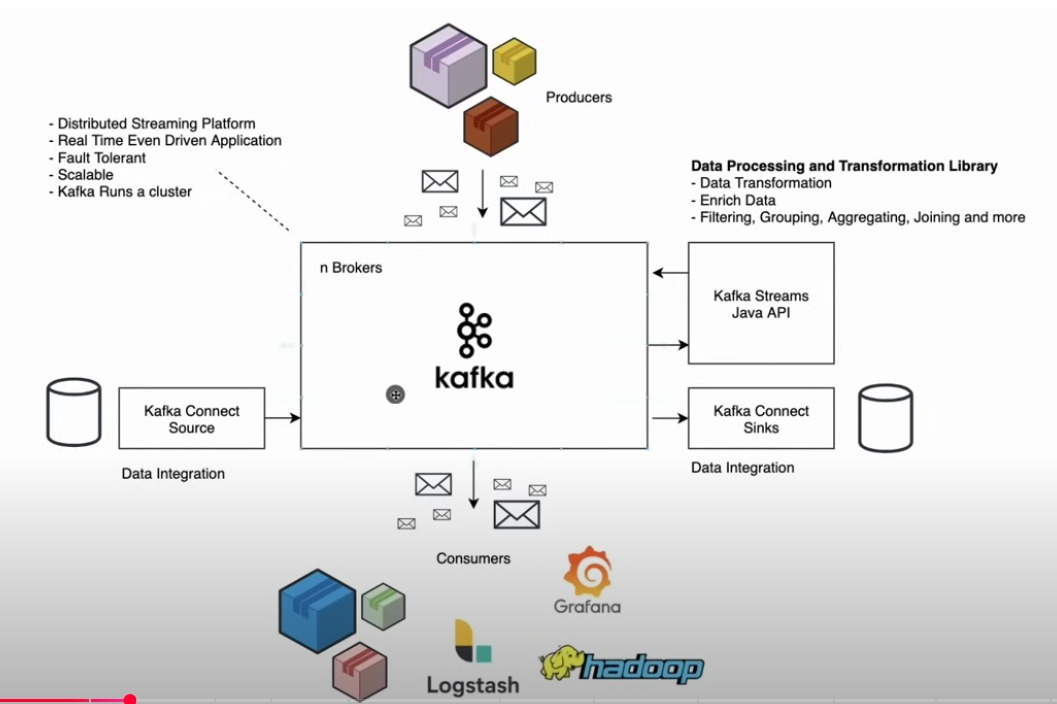 Producers
- Distributed Streaming Platform
- Real Time Even Driven Application
- Fault Tolerant
- Scalable
- Kafka Runs a cluster
Data Processing and Transformation Library
- Data Transformation
- Enrich Data
- Filtering, Grouping, Aggregating, Joining and more
n Brokers
kafka
Kafka Streams
Java API
Kafka Connect
Source
Data Integration
Kafka Connect
Sinks
Data Integration
Consumers
Grafana
Logstash
hadoop